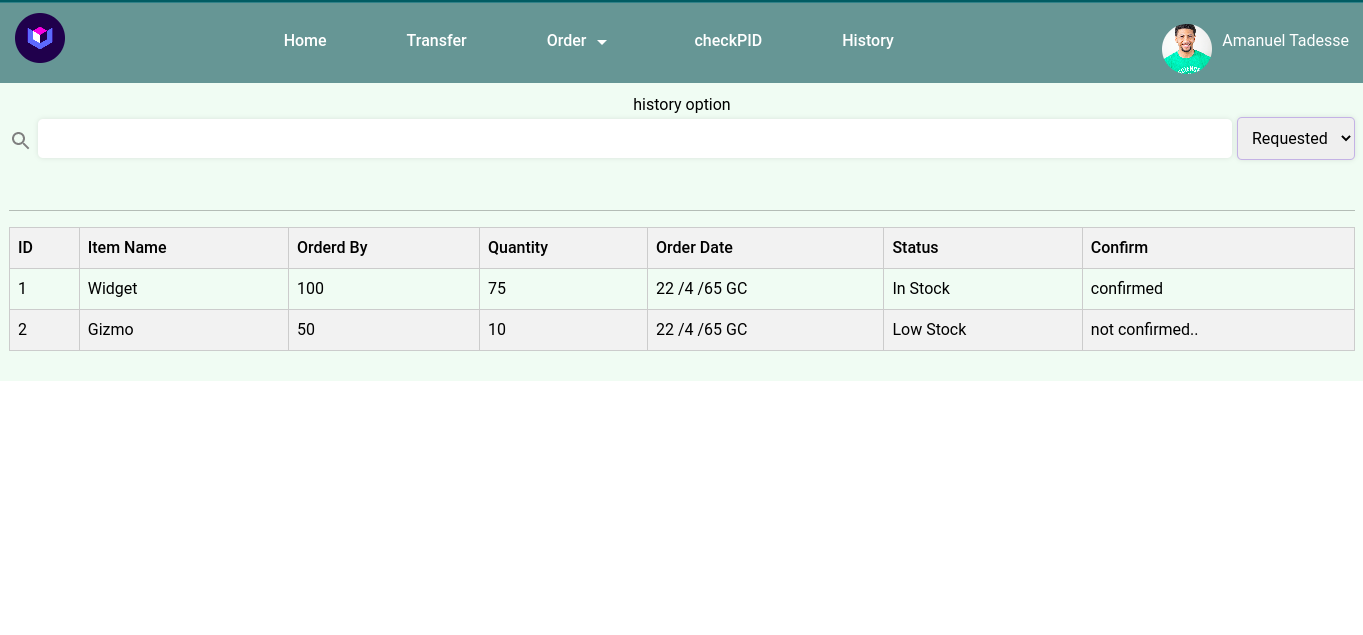 Home Transfer Order checkPID History Amanuel Tadesse
history option
Requested
ID Item Name Orderd By Quantity Order Date Status Confirm
1 Widget 100 75 22 /4 /65 GC In Stock confirmed
2 Gizmo 50 10 22 /4 /65 GC Low Stock not confirmed..